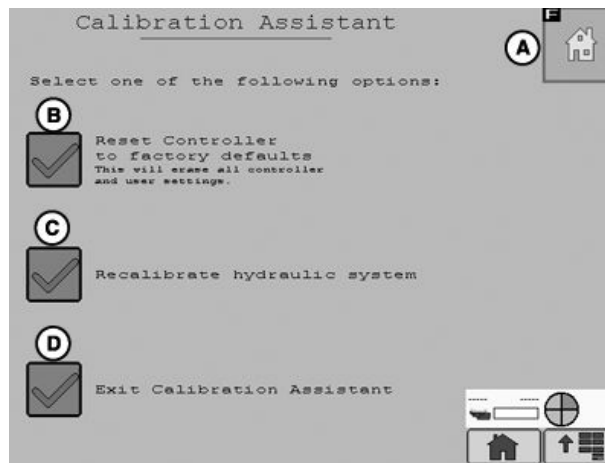 Calibration Assistant
F
A
Select one of the following options:
B
Reset Controller
to factory defaults
This will erase all controller
and user settings.
C
Recalibrate hydraulic system
D
Exit Calibration Assistant